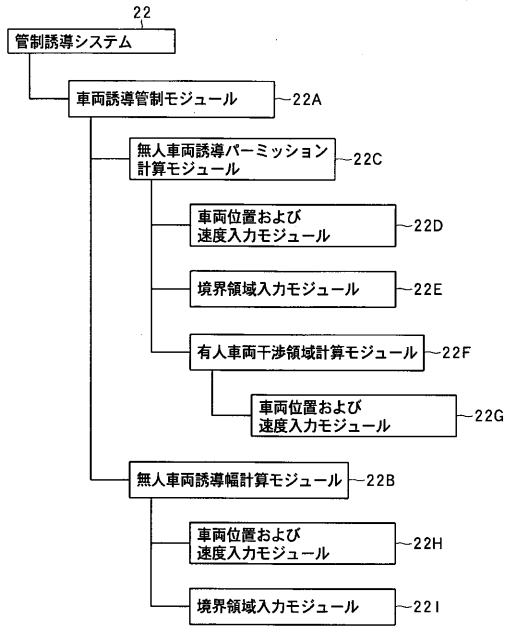 22
管制誘導システム
車両誘導管制モジュール
22A
無人車両誘導パーミッション
計算モジュール
22C
車両位置および
速度入力モジュール
22D
境界領域入力モジュール
22E
有人車両干渉領域計算モジュール
22F
車両位置および
速度入力モジュール
22G
無人車両誘導幅計算モジュール
22B
車両位置および
速度入力モジュール
22H
境界領域入力モジュール
22I